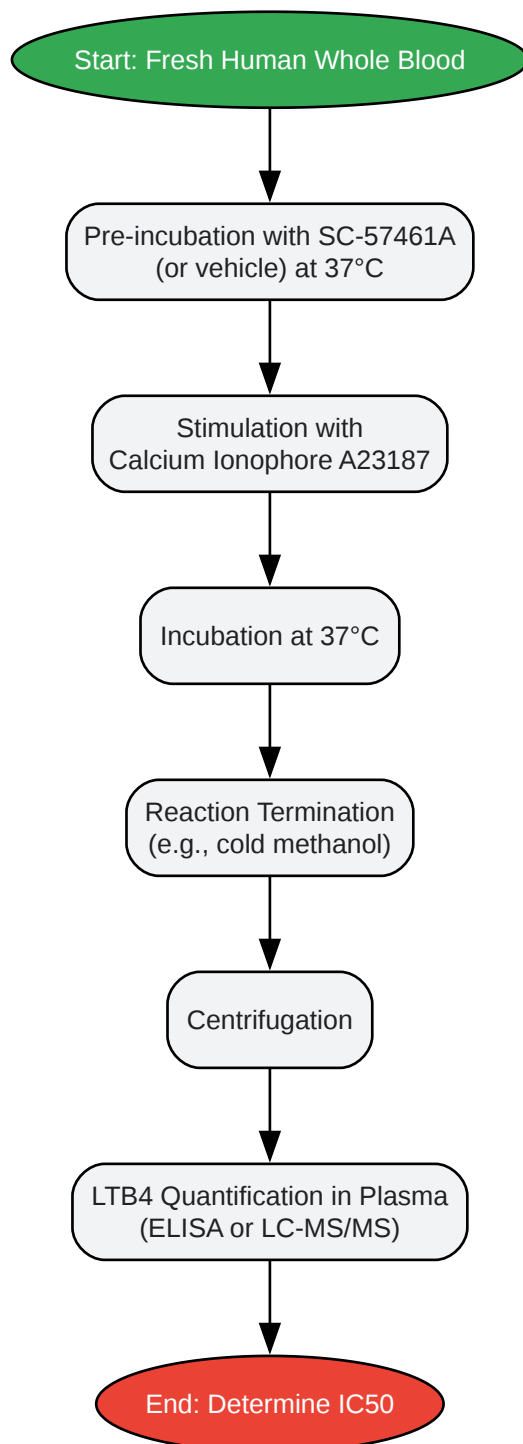 Start: Fresh Human Whole Blood
Pre-incubation with SC-57461A
(or vehicle) at 37°C
Stimulation with
Calcium Ionophore A23187
Incubation at 37°C
Reaction Termination
(e.g., cold methanol)
Centrifugation
LTB4 Quantification in Plasma
(ELISA or LC-MS/MS)
End: Determine IC50